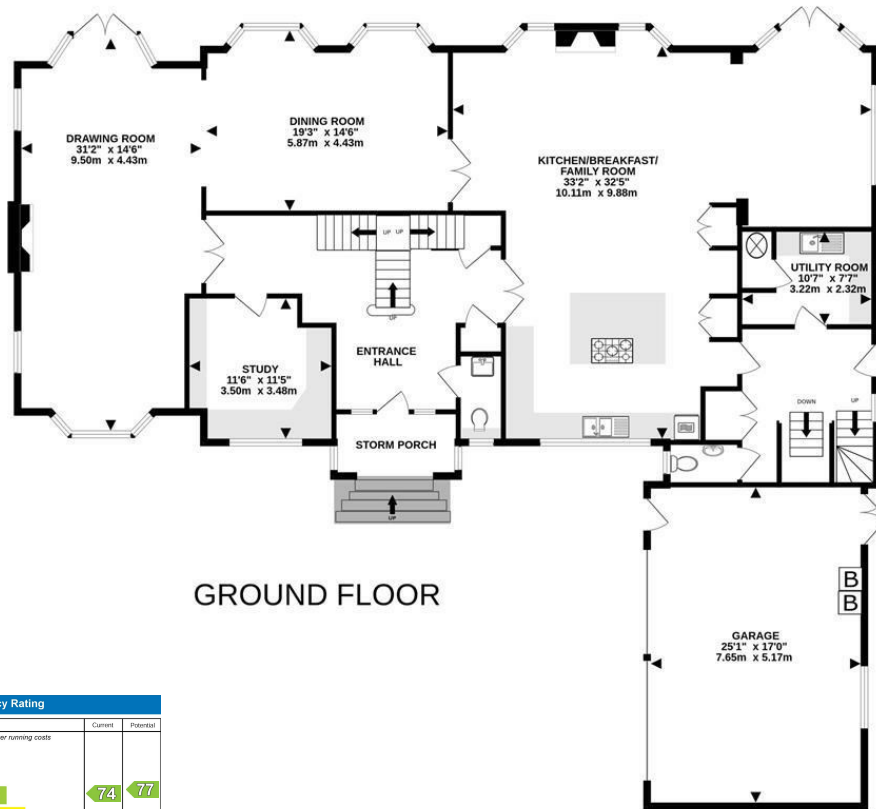 DRAWING ROOM
31'2" x 14'6"
9.50m x 4.43m
DINING ROOM
19'3" x 14'6"
5.87m x 4.43m
KITCHEN/BREAKFAST/
FAMILY ROOM
33'2" x 32'5"
10.11m x 9.88m
UP UP
UP
UTILITY ROOM
10'7" x 7'7"
3.22m x 2.32m
STUDY
11'6" x 11'5"
3.50m x 3.48m
ENTRANCE
HALL
DOWN
UP
STORM PORCH
UP
GROUND FLOOR
B
B
GARAGE
25'1" x 17'0"
7.65m x 5.17m
cy Rating
Current Potential
er running costs
74 77